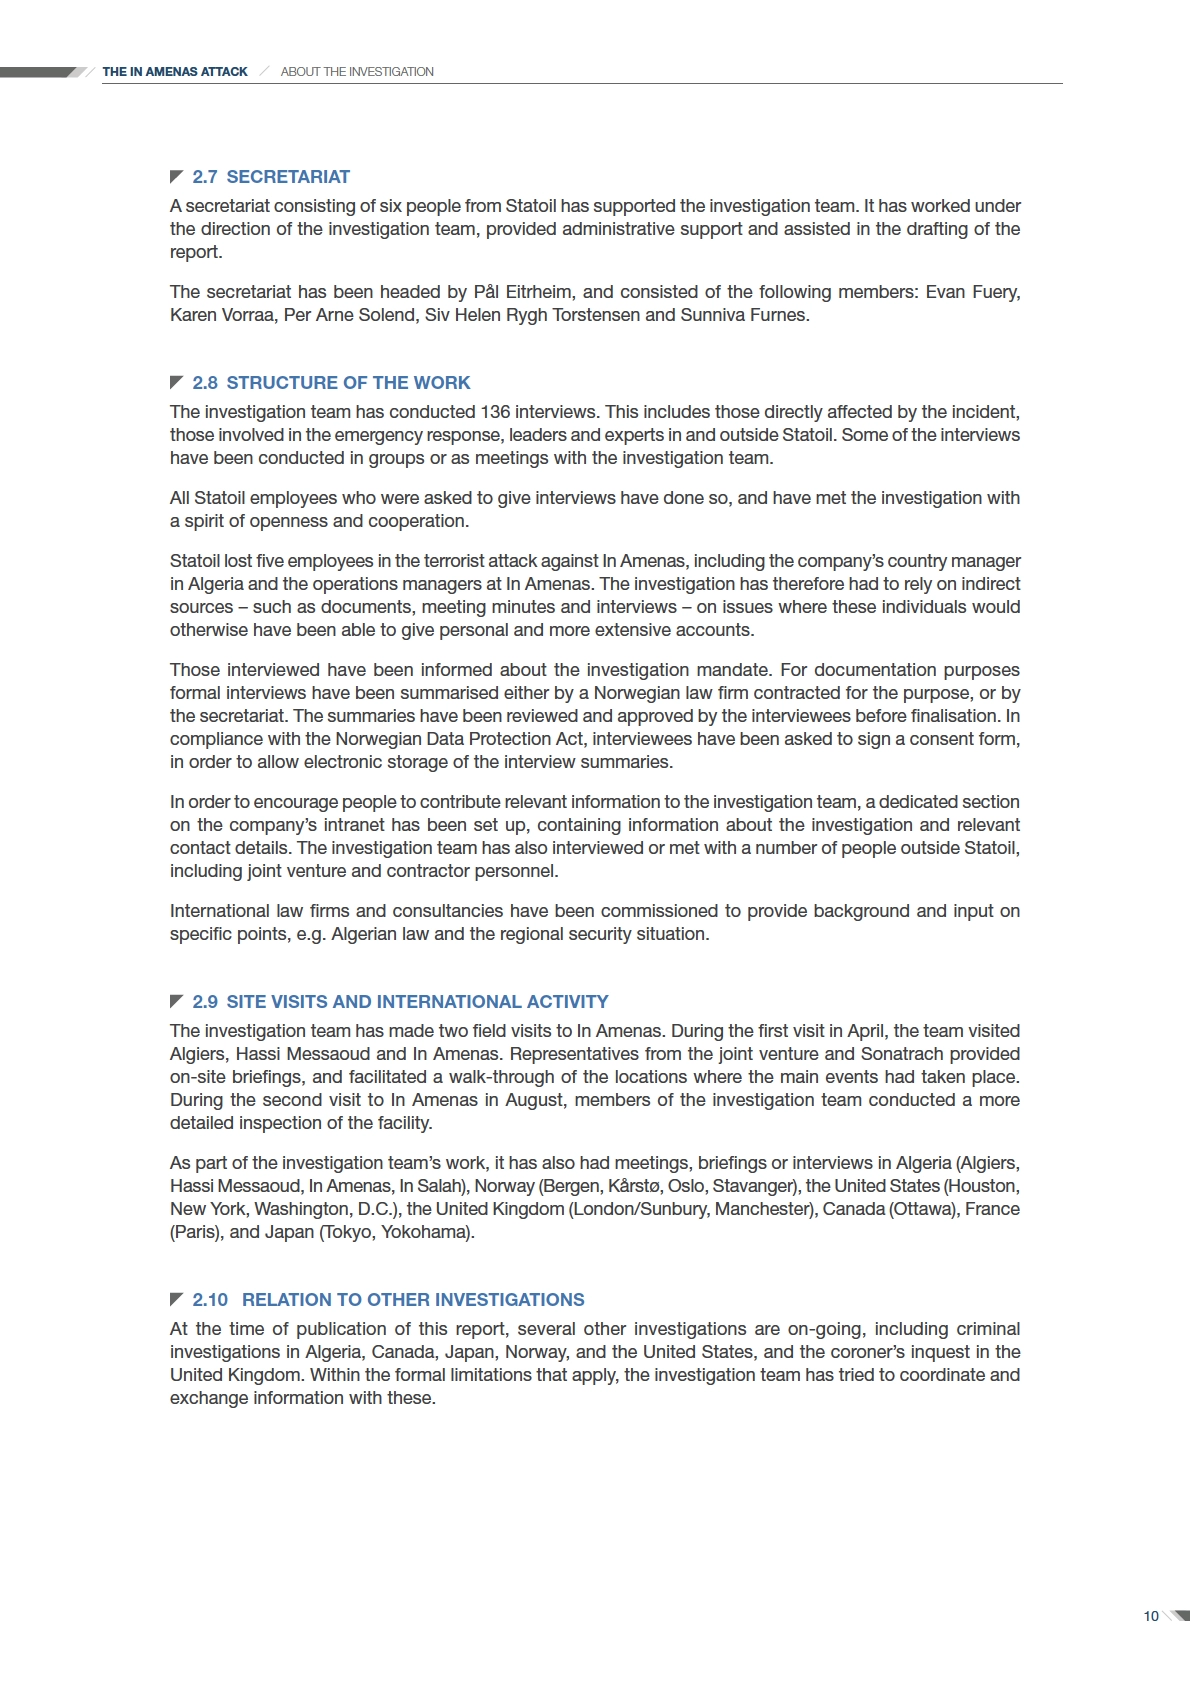 THE IN AMENAS ATTACK / ABOUT THE INVESTIGATION
2.7 SECRETARIAT
A secretariat consisting of six people from Statoil has supported the investigation team. It has worked under
the direction of the investigation team, provided administrative support and assisted in the drafting of the
report.
The secretariat has been headed by Pål Eitrheim, and consisted of the following members: Evan Fuery,
Karen Vorraa, Per Arne Solend, Siv Helen Rygh Torstensen and Sunniva Furnes.
2.8 STRUCTURE OF THE WORK
The investigation team has conducted 136 interviews. This includes those directly affected by the incident,
those involved in the emergency response, leaders and experts in and outside Statoil. Some of the interviews
have been conducted in groups or as meetings with the investigation team.
All Statoil employees who were asked to give interviews have done so, and have met the investigation with
a spirit of openness and cooperation.
Statoil lost five employees in the terrorist attack against In Amenas, including the company’s country manager
in Algeria and the operations managers at In Amenas. The investigation has therefore had to rely on indirect
sources – such as documents, meeting minutes and interviews – on issues where these individuals would
otherwise have been able to give personal and more extensive accounts.
Those interviewed have been informed about the investigation mandate. For documentation purposes
formal interviews have been summarised either by a Norwegian law firm contracted for the purpose, or by
the secretariat. The summaries have been reviewed and approved by the interviewees before finalisation. In
compliance with the Norwegian Data Protection Act, interviewees have been asked to sign a consent form,
in order to allow electronic storage of the interview summaries.
In order to encourage people to contribute relevant information to the investigation team, a dedicated section
on the company’s intranet has been set up, containing information about the investigation and relevant
contact details. The investigation team has also interviewed or met with a number of people outside Statoil,
including joint venture and contractor personnel.
International law firms and consultancies have been commissioned to provide background and input on
specific points, e.g. Algerian law and the regional security situation.
2.9 SITE VISITS AND INTERNATIONAL ACTIVITY
The investigation team has made two field visits to In Amenas. During the first visit in April, the team visited
Algiers, Hassi Messaoud and In Amenas. Representatives from the joint venture and Sonatrach provided
on-site briefings, and facilitated a walk-through of the locations where the main events had taken place.
During the second visit to In Amenas in August, members of the investigation team conducted a more
detailed inspection of the facility.
As part of the investigation team’s work, it has also had meetings, briefings or interviews in Algeria (Algiers,
Hassi Messaoud, In Amenas, In Salah), Norway (Bergen, Kårstø, Oslo, Stavanger), the United States (Houston,
New York, Washington, D.C.), the United Kingdom (London/Sunbury, Manchester), Canada (Ottawa), France
(Paris), and Japan (Tokyo, Yokohama).
2.10 RELATION TO OTHER INVESTIGATIONS
At the time of publication of this report, several other investigations are on-going, including criminal
investigations in Algeria, Canada, Japan, Norway, and the United States, and the coroner’s inquest in the
United Kingdom. Within the formal limitations that apply, the investigation team has tried to coordinate and
exchange information with these.
10